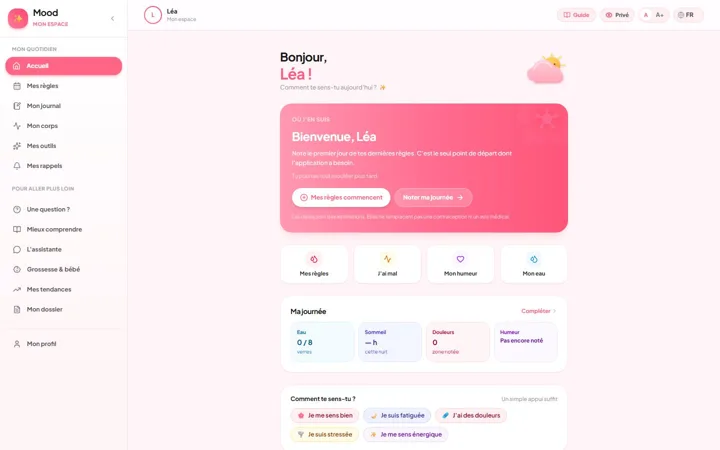 Mood
MON ESPACE
MON QUOTIDIEN
Accueil
Mes règles
Mon journal
Mon corps
Mes outils
Mes rappels
POUR ALLER PLUS LOIN
Une question ?
Mieux comprendre
L'assistante
Grossesse & bébé
Mes tendances
Mon dossier
Mon profil
L
Léa
Mon espace
Guide
Privé
A A+
FR
Bonjour,
Léa !
Comment te sens-tu aujourd'hui ?
OÙ J'EN SUIS
Bienvenue, Léa
Note le premier jour de tes dernières règles. C'est le seul point de départ dont
l'application a besoin.
Tu pourras tout modifier plus tard.
Mes règles commencent
Noter ma journée
Mes règles
J'ai mal
Mon humeur
Mon eau
Ma journée
Compléter
Eau
0 / 8
verres
Sommeil
— h
cette nuit
Douleurs
0
zone notée
Humeur
Pas encore noté
Comment te sens-tu ?
Un simple appui suffit
Je me sens bien
Je suis fatiguée
J'ai des douleurs
Je suis stressée
Je me sens énergique